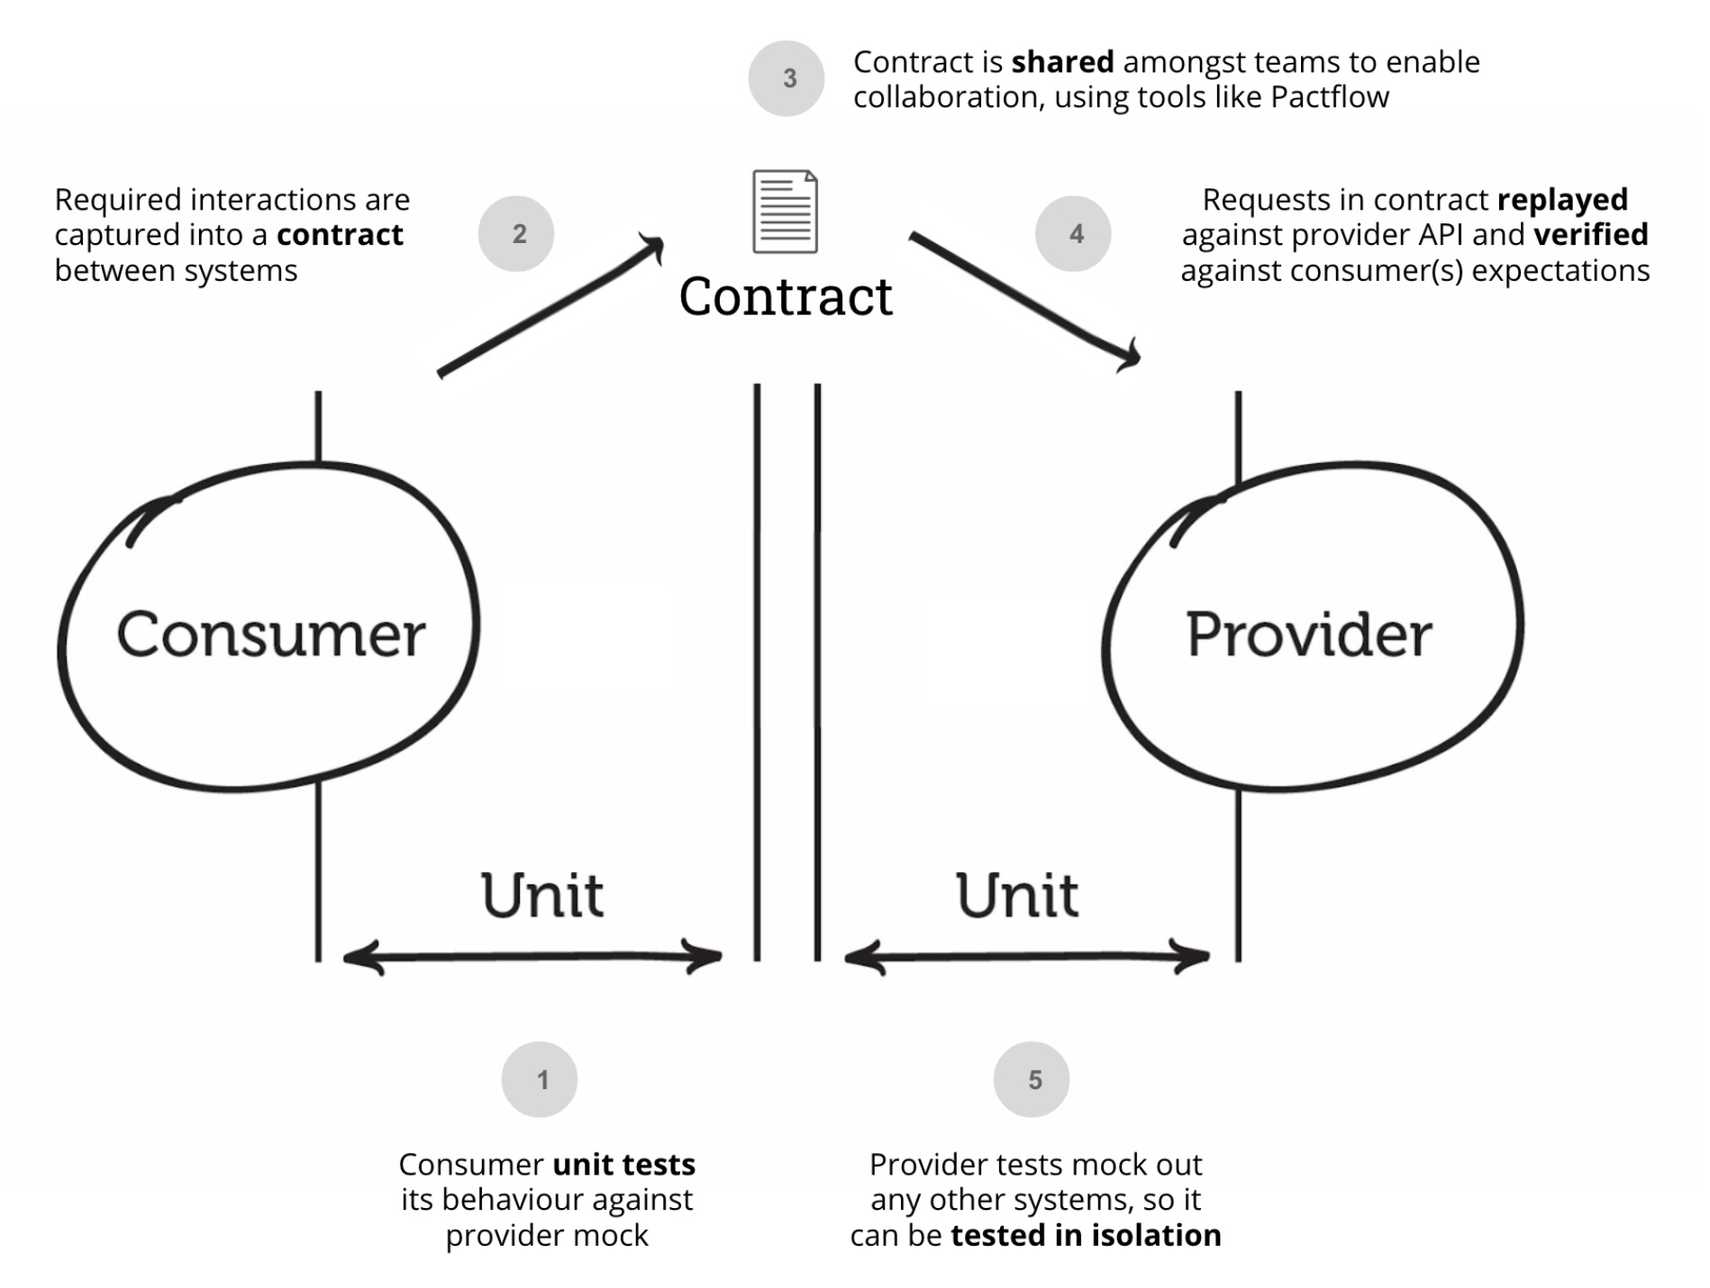 3
Contract is shared amongst teams to enable
collaboration, using tools like Pactflow
Required interactions are
captured into a contract
between systems
2
4
Requests in contract replayed
against provider API and verified
against consumer(s) expectations
Contract
Consumer
Provider
Unit
Unit
1
Consumer unit tests
its behaviour against
provider mock
5
Provider tests mock out
any other systems, so it
can be tested in isolation